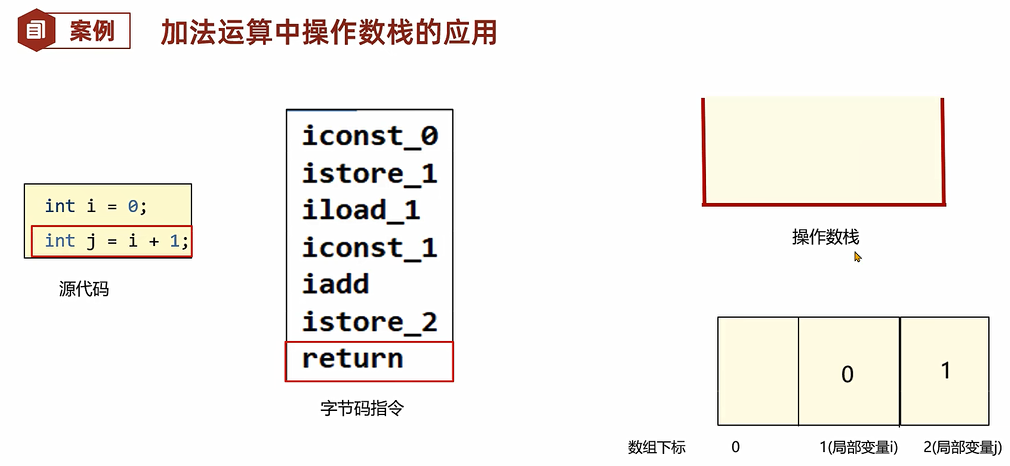 案例
加法运算中操作数栈的应用
int i = 0;
int j = i + 1;
源代码
iconst_0
istore_1
iload_1
iconst_1
iadd
istore_2
return
字节码指令
操作数栈
0
1
数组下标
0
1(局部变量i)
2(局部变量j)